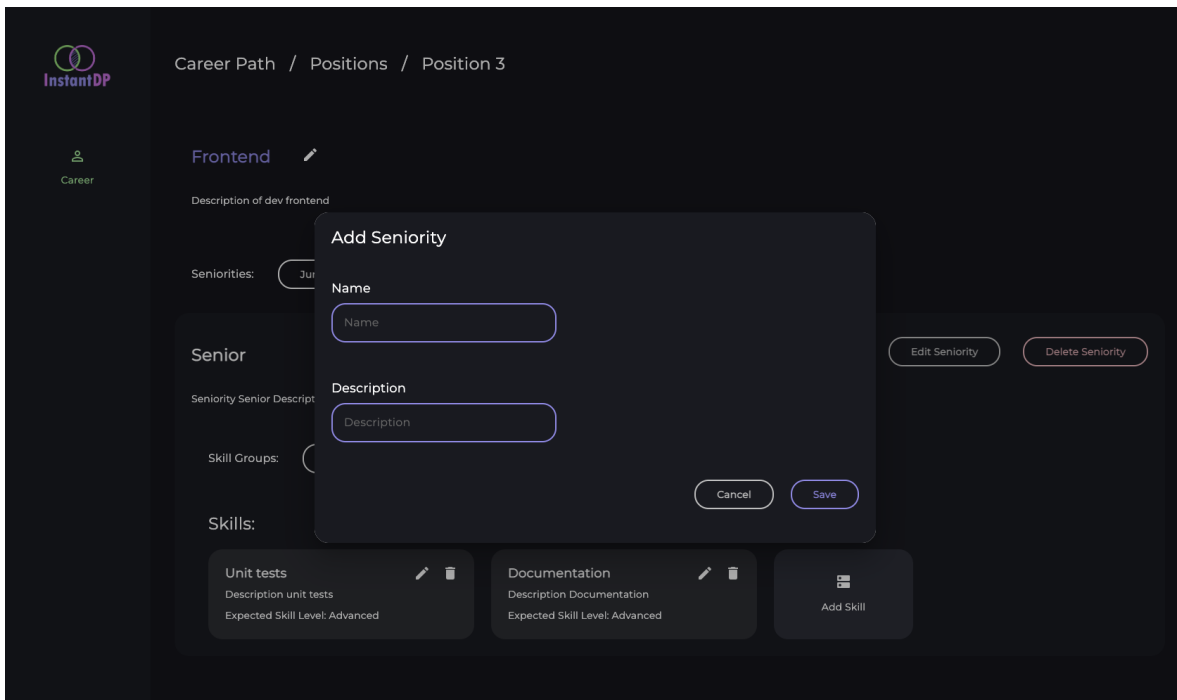 InstantDP
Career Path / Positions / Position 3
Career
Frontend
Description of dev frontend
Add Seniority
Seniorities:
Name
Name
Senior
Edit Seniority
Delete Seniority
Description
Description
Seniority Senior
Skill Groups:
Cancel
Save
Skills:
Unit tests
Description unit tests
Expected Skill Level: Advanced
Documentation
Description Documentation
Expected Skill Level: Advanced
Add Skill